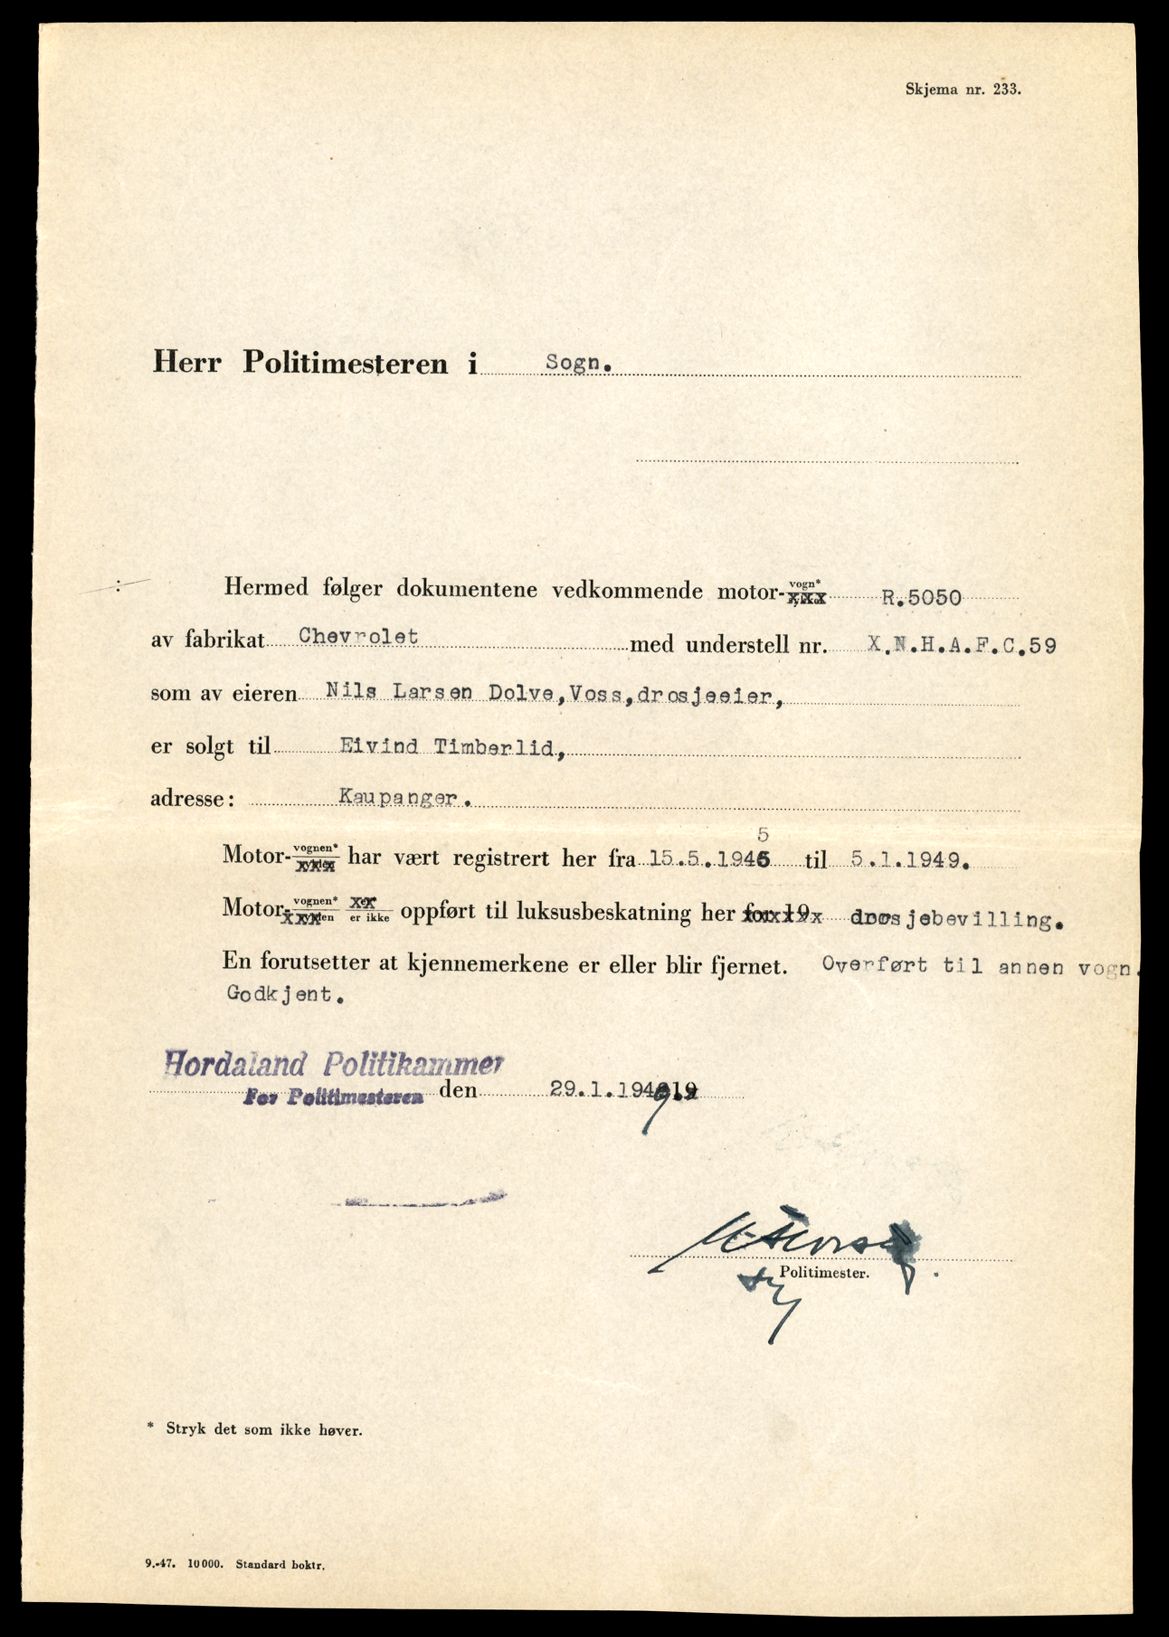 Skjema nr. 233.
Herr Politimesteren i Sogn.
Hermed følger dokumentene vedkommende motor-vogn* R.5050
av fabrikat Chevrolet med understell nr. X.N.H.A.F.C.59
som av eieren Nils Larsen Dolve, Voss, drosjeeier,
er solgt til Eivind Timberlid,
adresse: Kaupanger.
5
Motor-vognen* har vært registrert her fra 15.5.1945 til 5.1.1949.
Motor-vognen* er ikke oppført til luksusbeskatning her drosjebevilling.
En forutsetter at kjennemerkene er eller blir fjernet. Overført til annen vogn.
Godkjent.
Hordaland Politikammer
For Politimesteren den 29.1.1949
Politimester.
* Stryk det som ikke høver.
9.-47. 10000. Standard boktr.